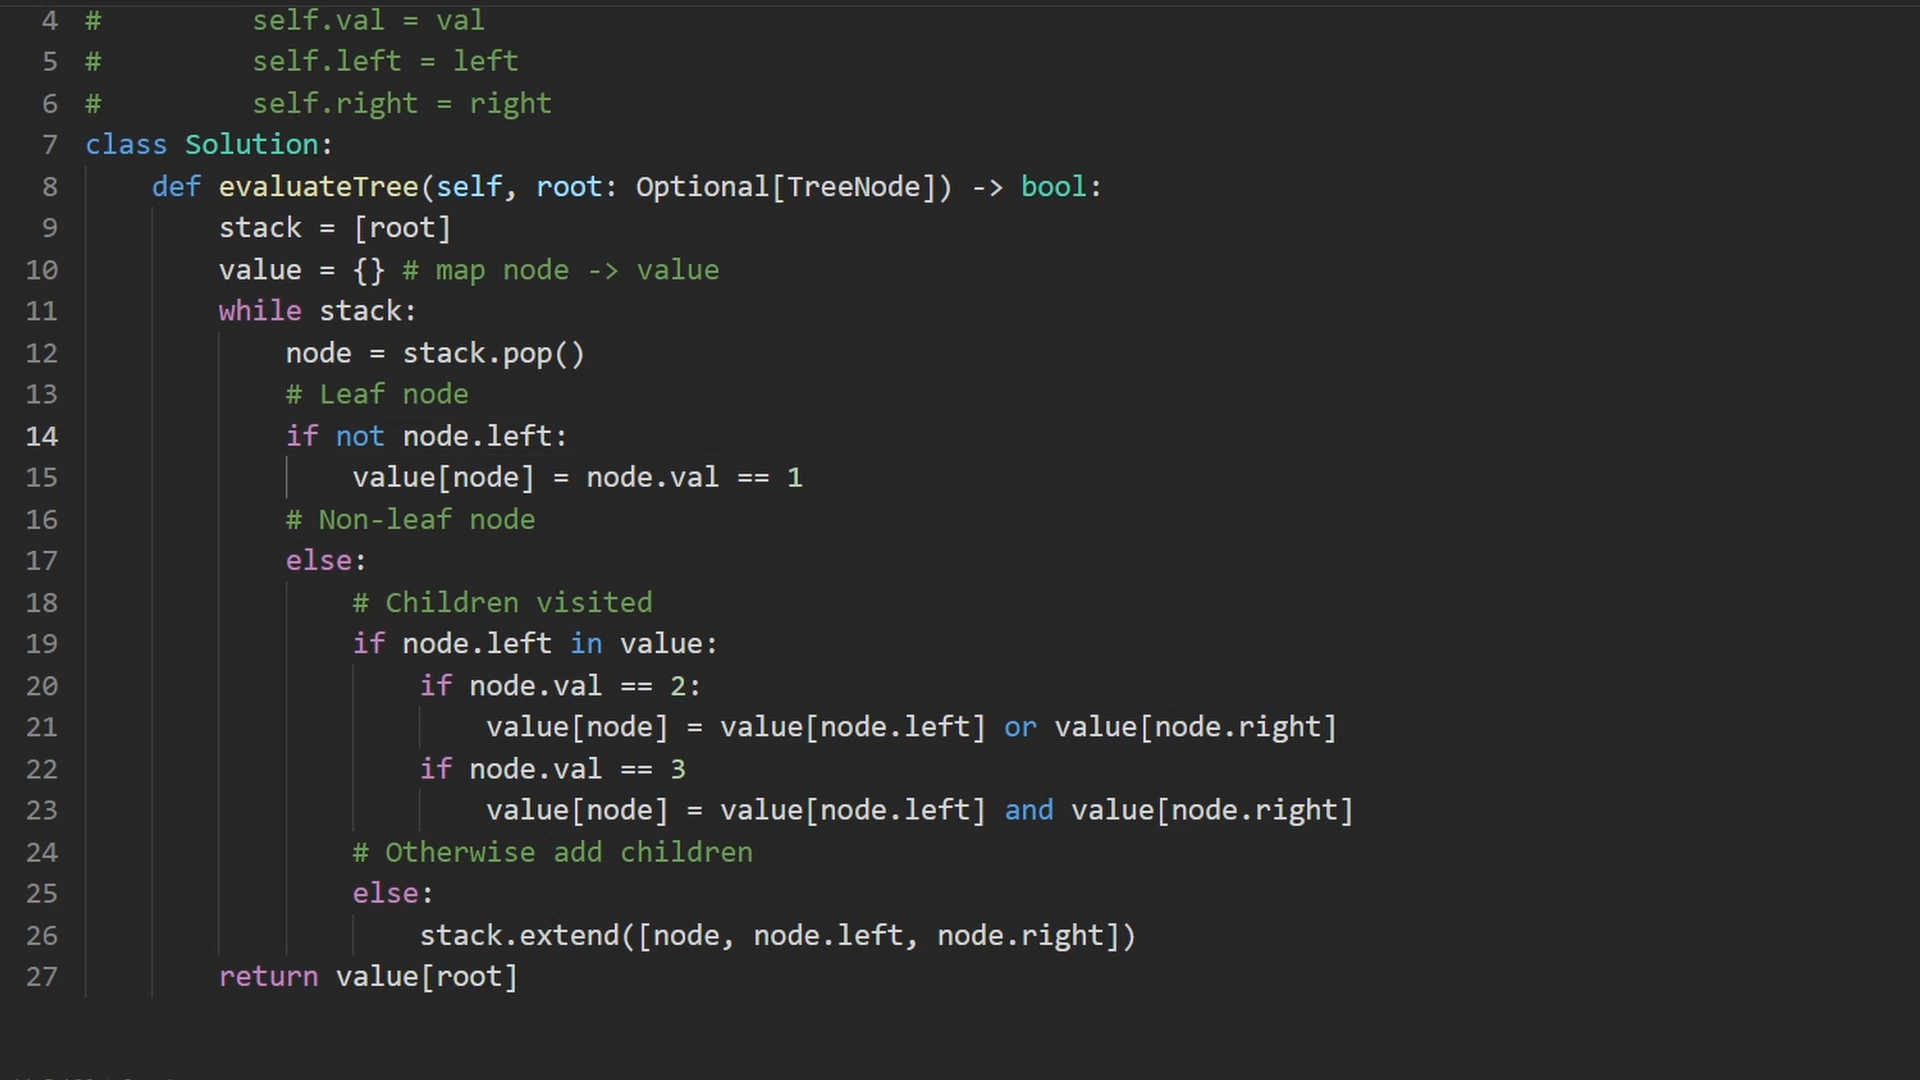 4 #         self.val = val
5 #         self.left = left
6 #         self.right = right
7 class Solution:
8     def evaluateTree(self, root: Optional[TreeNode]) -> bool:
9         stack = [root]
10         value = {} # map node -> value
11         while stack:
12             node = stack.pop()
13             # Leaf node
14             if not node.left:
15                 value[node] = node.val == 1
16             # Non-leaf node
17             else:
18                 # Children visited
19                 if node.left in value:
20                     if node.val == 2:
21                         value[node] = value[node.left] or value[node.right]
22                     if node.val == 3
23                         value[node] = value[node.left] and value[node.right]
24                 # Otherwise add children
25                 else:
26                     stack.extend([node, node.left, node.right])
27         return value[root]